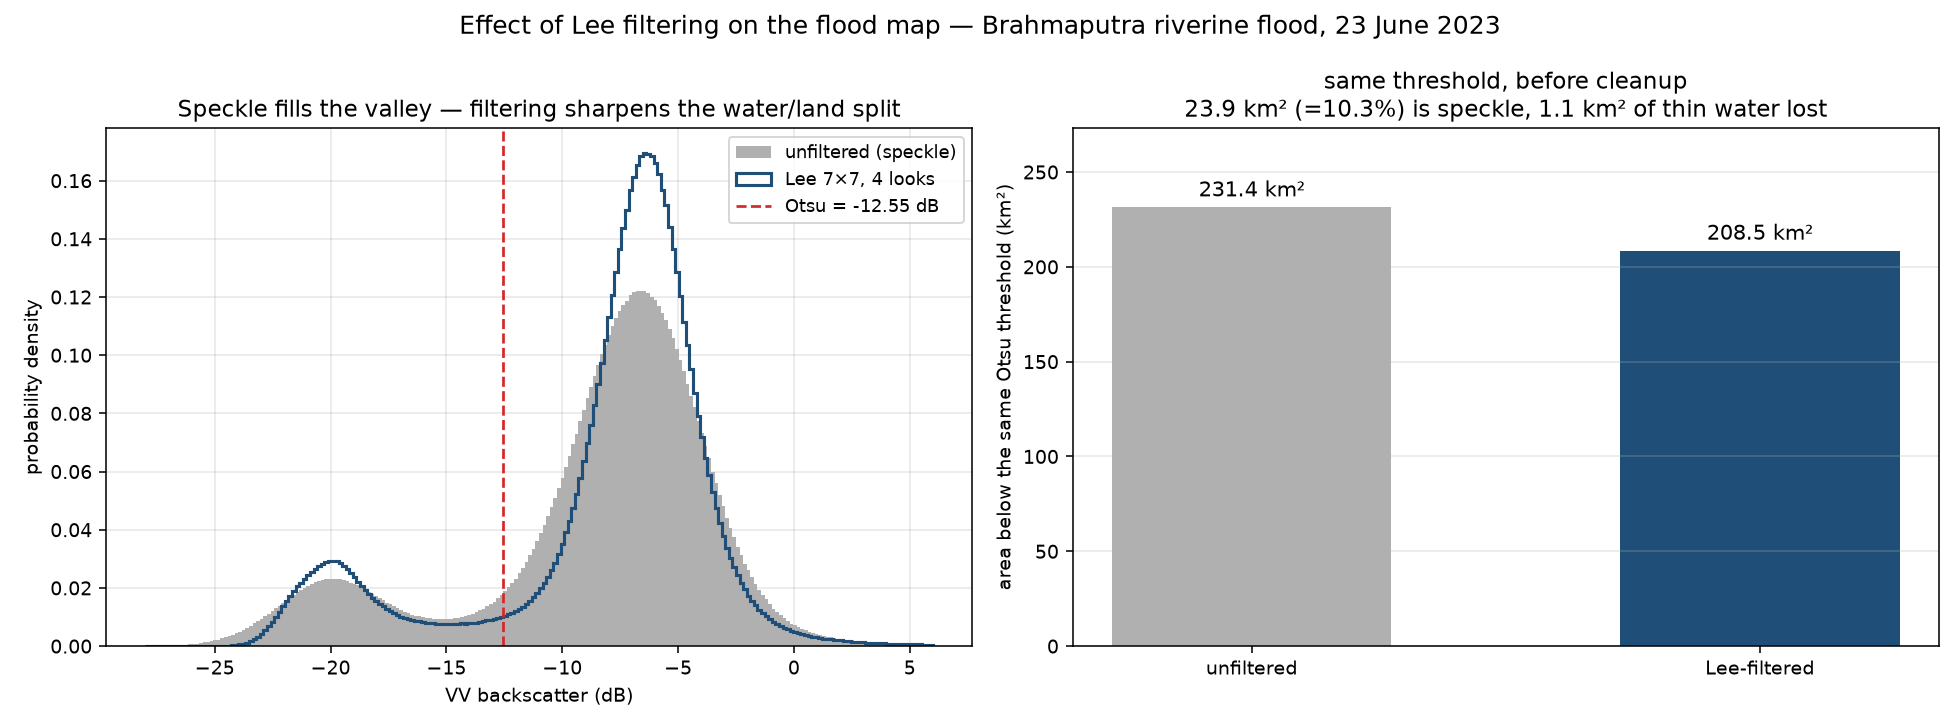 Effect of Lee filtering on the flood map — Brahmaputra riverine flood, 23 June 2023
Speckle fills the valley — filtering sharpens the water/land split
probability density
0.16
0.14
0.12
0.10
0.08
0.06
0.04
0.02
0.00
unfiltered (speckle)
Lee 7×7, 4 looks
Otsu = -12.55 dB
−25
−20
−15
−10
−5
0
5
VV backscatter (dB)
same threshold, before cleanup
23.9 km² (=10.3%) is speckle, 1.1 km² of thin water lost
area below the same Otsu threshold (km²)
250
200
150
100
50
0
231.4 km²
208.5 km²
unfiltered
Lee-filtered